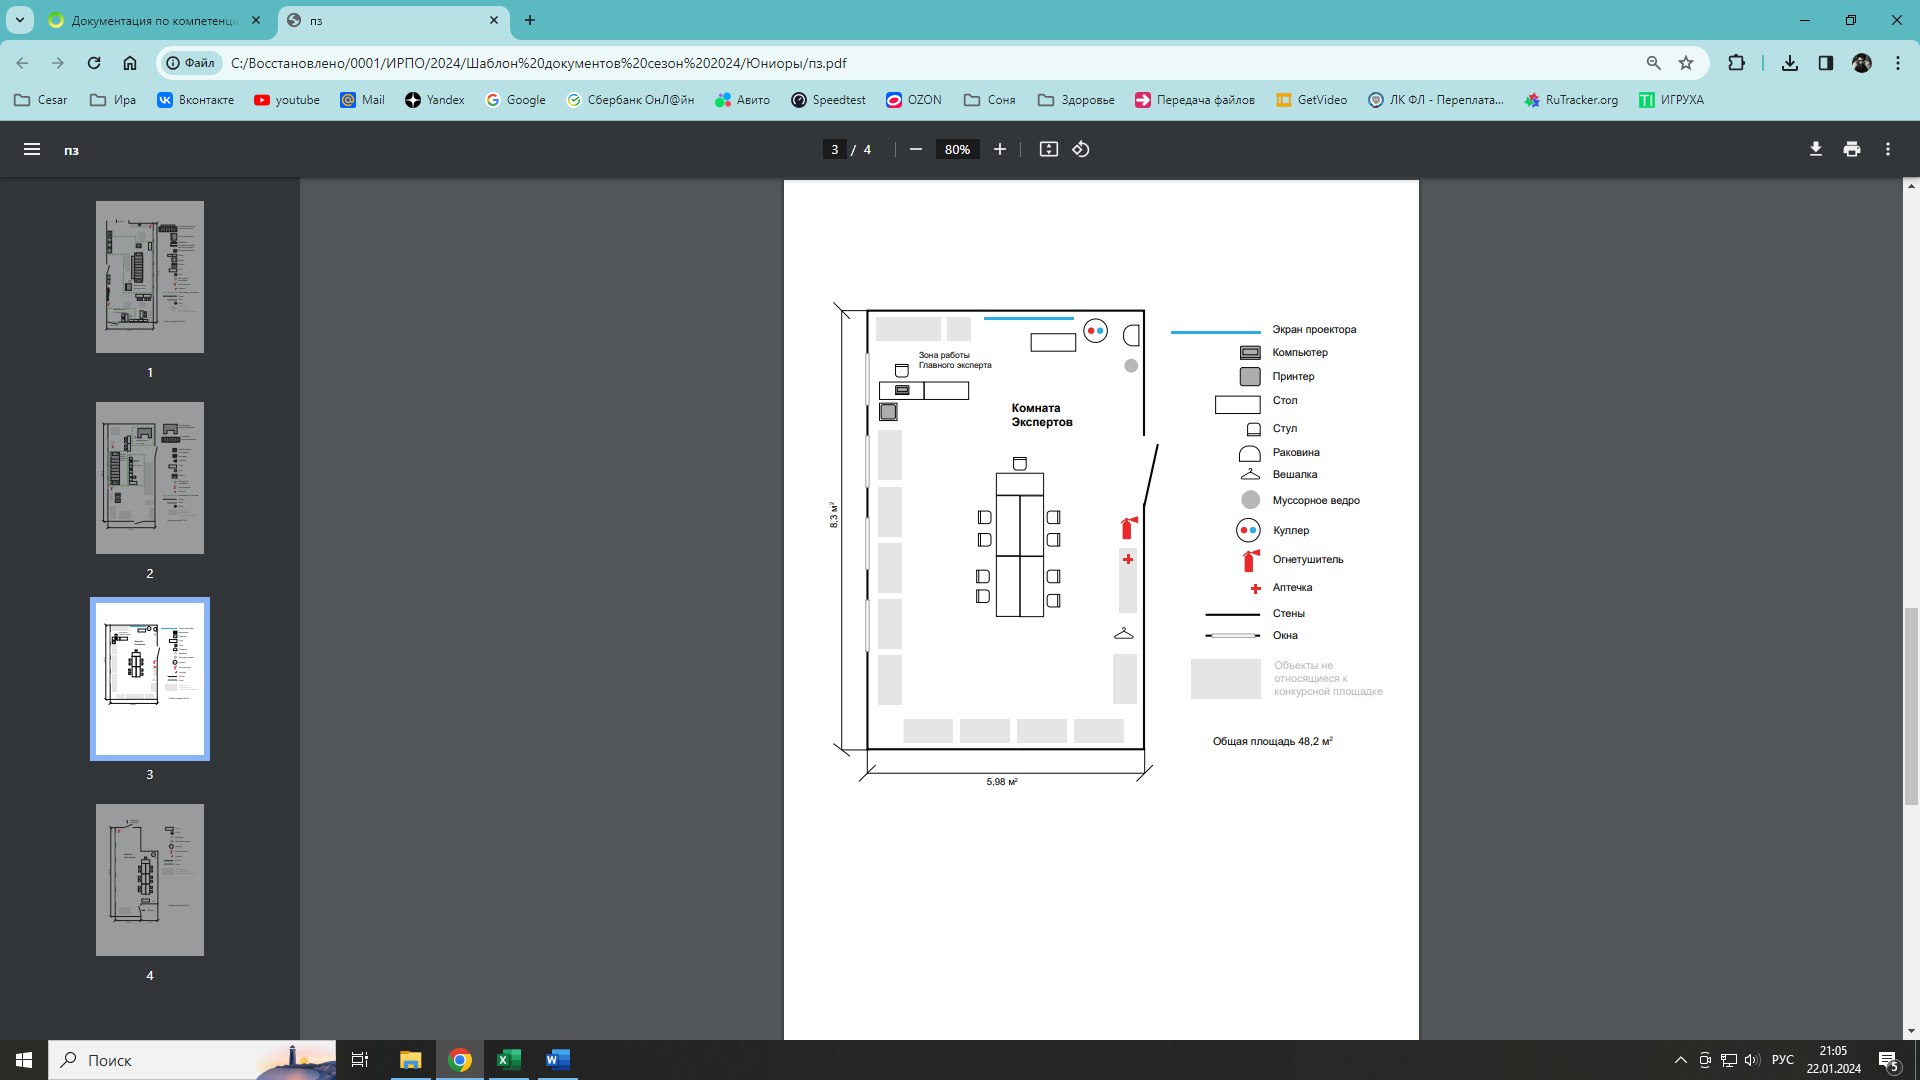 Документация по компетенци
пз
Файл
C:/Восстановлено/0001/ИРПО/2024/Шаблон%20документов%20сезон%202024/Юниоры/пз.pdf
Cesar
Ира
Вконтакте
youtube
Mail
Yandex
Google
Сбербанк ОнЛ@йн
Авито
Speedtest
OZON
Соня
Здоровье
Передача файлов
GetVideo
ЛК ФЛ - Переплата...
RuTracker.org
ИГРУХА
пз
3 / 4
80%
1
2
3
4
Зона работы
Главного эксперта
Комната
Экспертов
8,3 м²
5,98 м²
Экран проектора
Компьютер
Принтер
Стол
Стул
Раковина
Вешалка
Муссорное ведро
Куллер
Огнетушитель
Аптечка
Стены
Окна
Объекты не
относящиеся к
конкурсной площадке
Общая площадь 48,2 м²
Поиск
РУС
21:05
22.01.2024
5